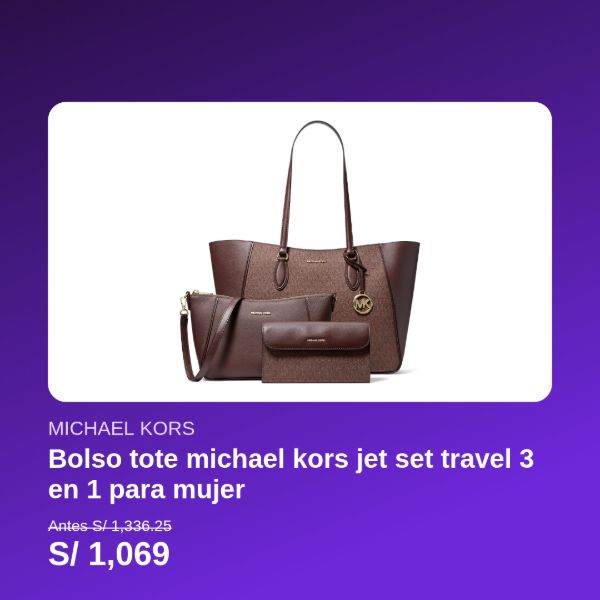 MK
MICHAEL KORS
Bolso tote michael kors jet set travel 3
en 1 para mujer
Antes S/ 1,336.25
S/ 1,069